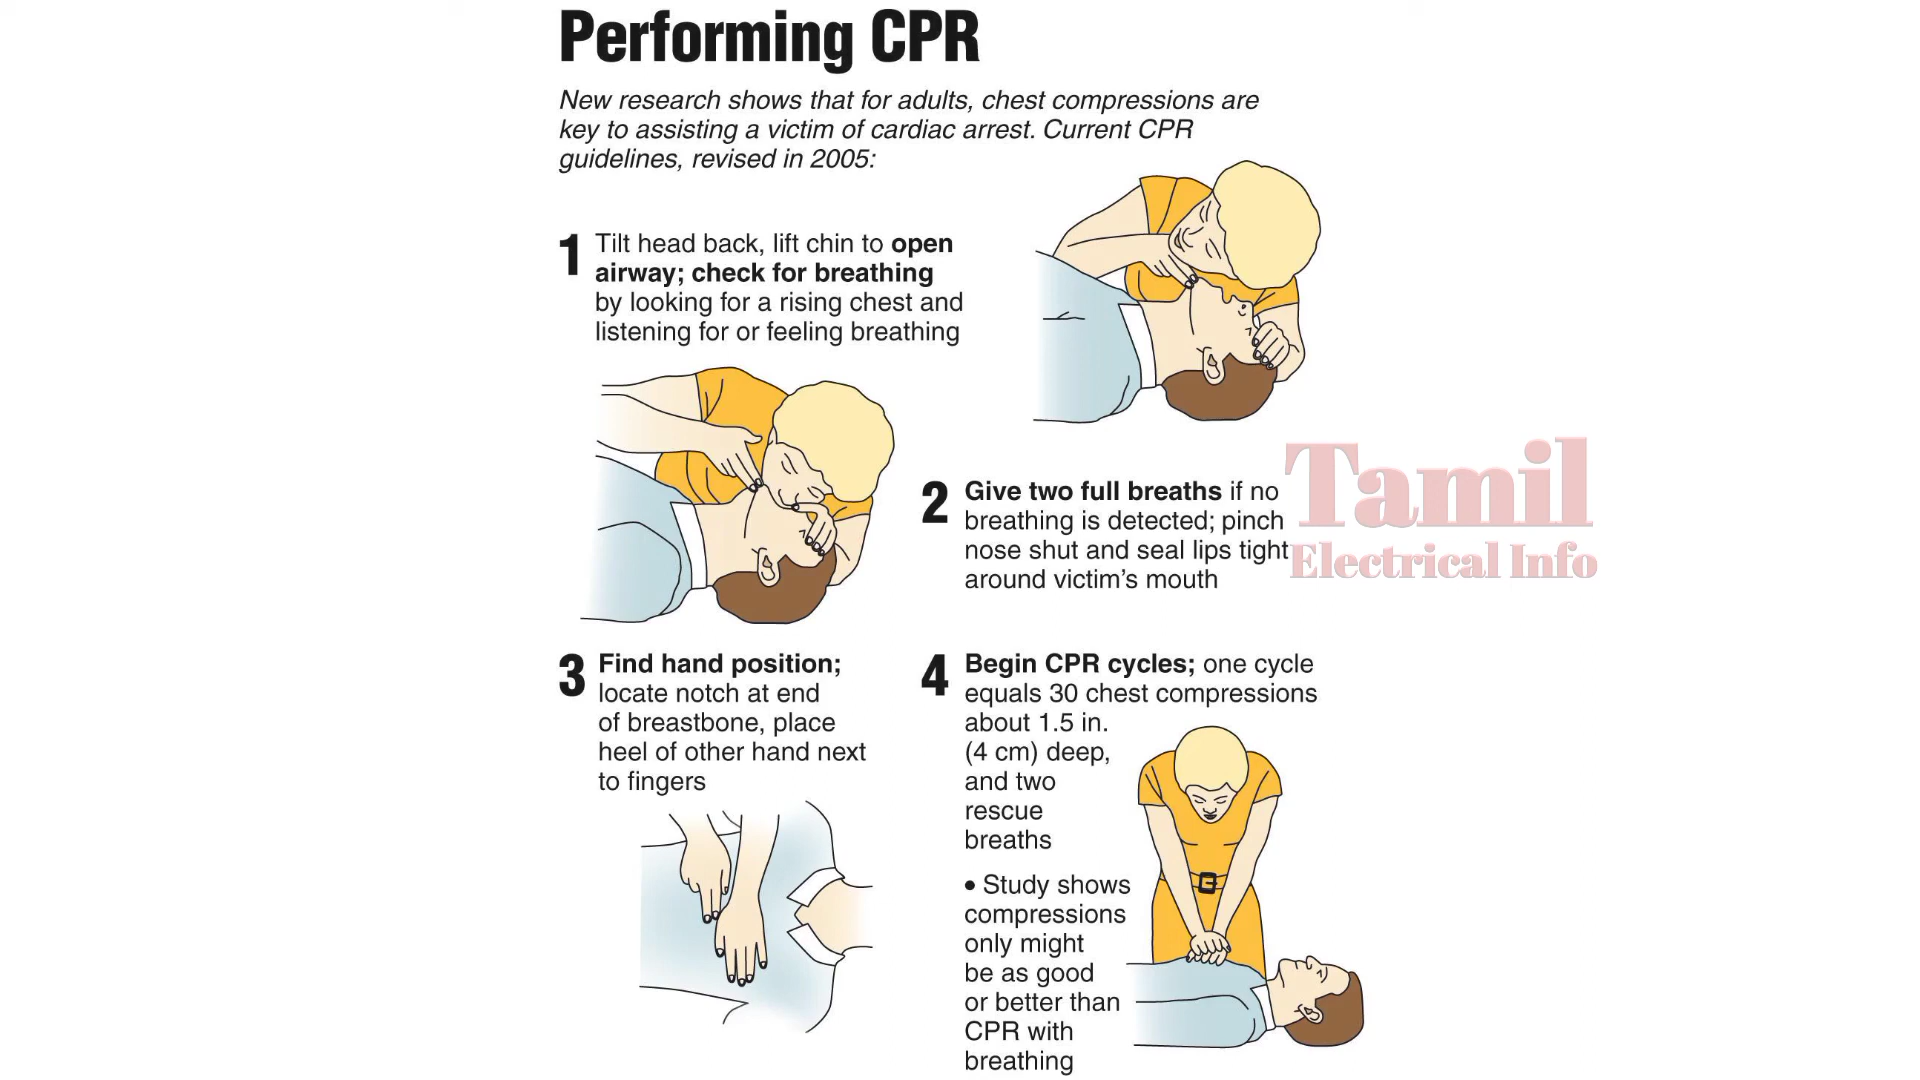 Performing CPR
New research shows that for adults, chest compressions are
key to assisting a victim of cardiac arrest. Current CPR
guidelines, revised in 2005:
1
Tilt head back, lift chin to open
airway; check for breathing
by looking for a rising chest and
listening for or feeling breathing
2
Give two full breaths if no
breathing is detected; pinch
nose shut and seal lips tight
around victim’s mouth
Tamil
Electrical Info
3
Find hand position;
locate notch at end
of breastbone, place
heel of other hand next
to fingers
4
Begin CPR cycles; one cycle
equals 30 chest compressions
about 1.5 in.
(4 cm) deep,
and two
rescue
breaths
• Study shows
compressions
only might
be as good
or better than
CPR with
breathing